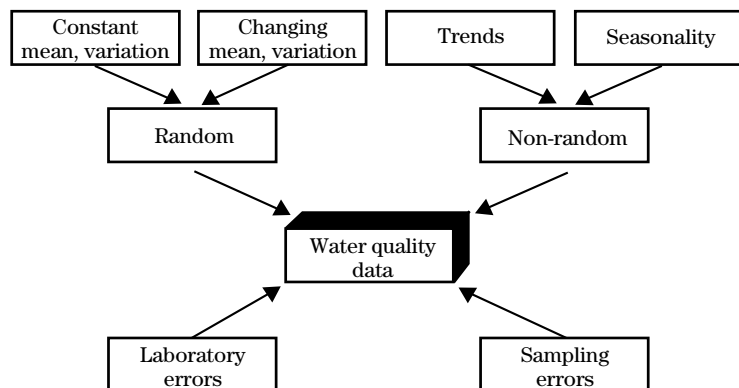 Constant
mean, variation
Changing
mean, variation
Trends
Seasonality
Random
Non-random
Water quality
data
Laboratory
errors
Sampling
errors